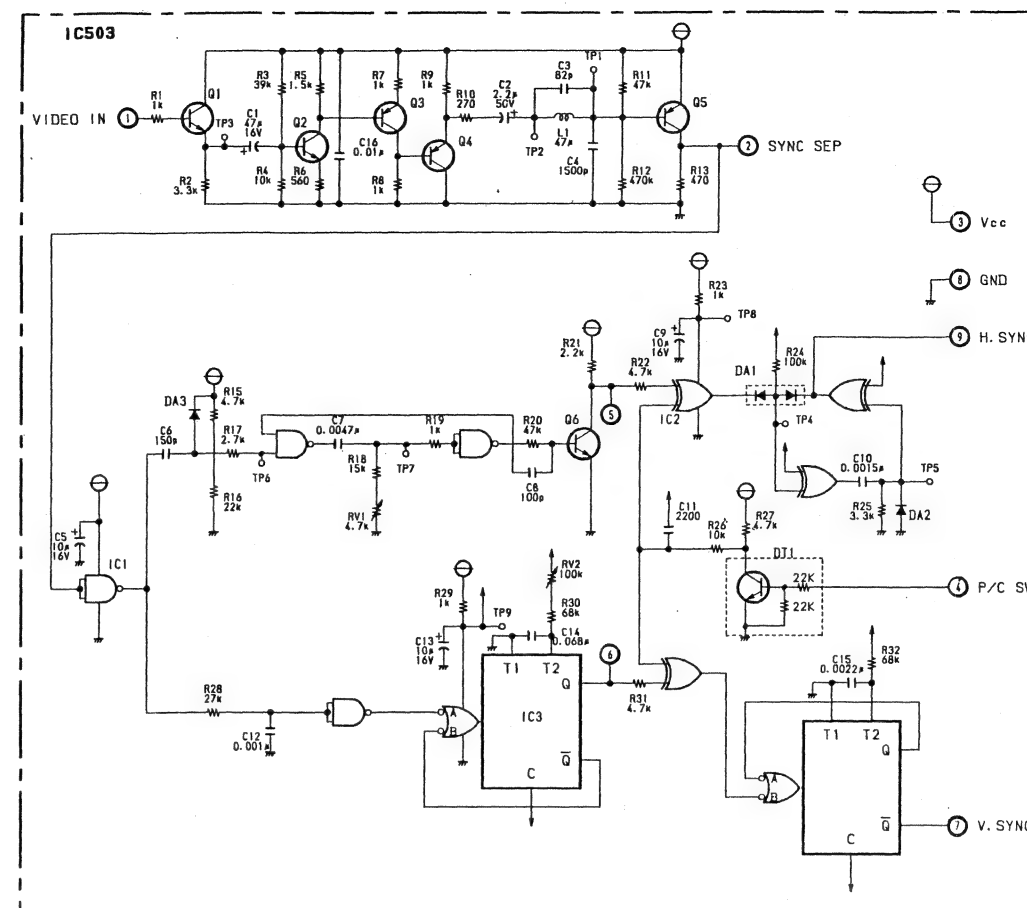 IC503
VIDEO IN
1
R1
1k
Q1
TP3
R2
3.3k
C1
47μ
16V
R3
39k
R4
10k
R5
1.5k
Q2
R6
560
C16
0.01μ
R7
1k
Q3
R8
1k
R9
1k
Q4
R10
270
C2
2.2μ
50V
C3
82p
TP1
TP2
L1
47μ
C4
1500p
R11
47k
R12
470k
Q5
R13
470
2
SYNC SEP
3
Vcc
8
GND
9
H.SYN
R23
1k
TP8
C9
10μ
16V
R21
2.2k
R22
4.7k
5
IC2
DA1
R24
100k
TP4
C10
0.0015μ
TP5
R25
3.3k
DA2
DA3
R15
4.7k
C6
150p
R17
2.7k
TP6
R16
22k
C7
0.0047μ
R18
15k
RV1
4.7k
TP7
R19
1k
R20
47k
C8
100p
Q6
C11
2200
R26
10k
R27
4.7k
DT1
22K
22K
4
P/C SW
C5
10μ
16V
IC1
R29
1k
TP9
C13
10μ
16V
RV2
100k
R30
68k
C14
0.068μ
T1
T2
Q
IC3
Q̅
C
A
B
6
R31
4.7k
R28
27k
C12
0.001μ
C15
0.0022μ
R32
68k
T1
T2
Q
A
B
Q̅
C
7
V.SYNC